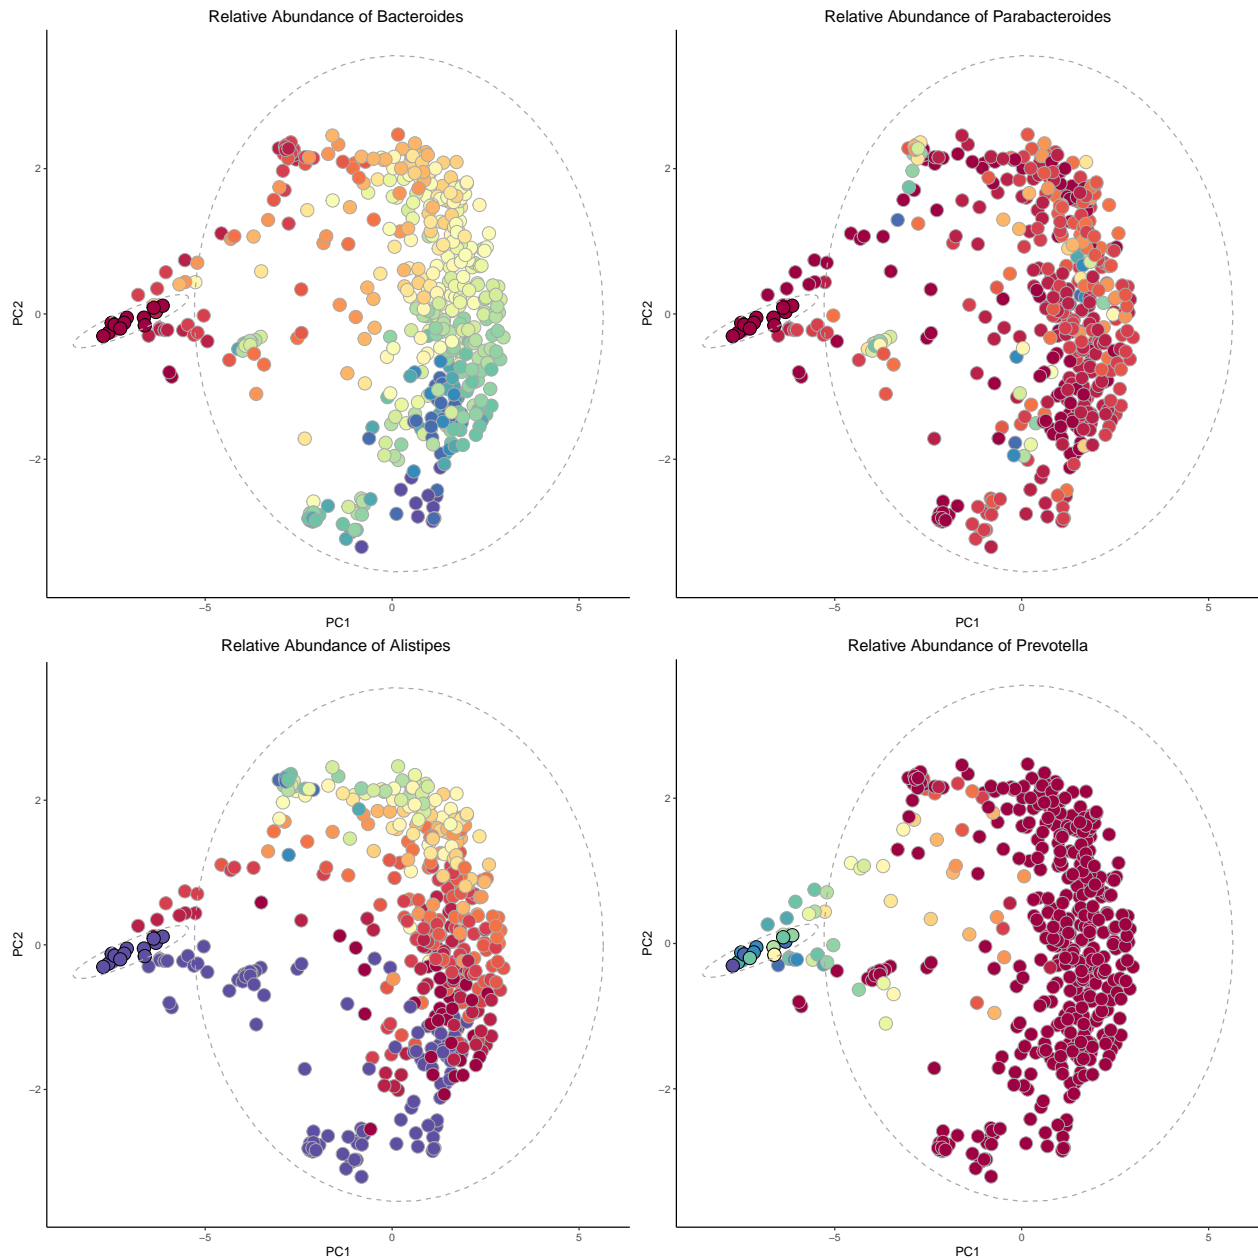 Relative Abundance of Bacteroides
PC2
2
0
−2
−5
0
5
PC1
Relative Abundance of Parabacteroides
PC2
2
0
−2
−5
0
5
PC1
Relative Abundance of Alistipes
PC2
2
0
−2
−5
0
5
PC1
Relative Abundance of Prevotella
PC2
2
0
−2
−5
0
5
PC1